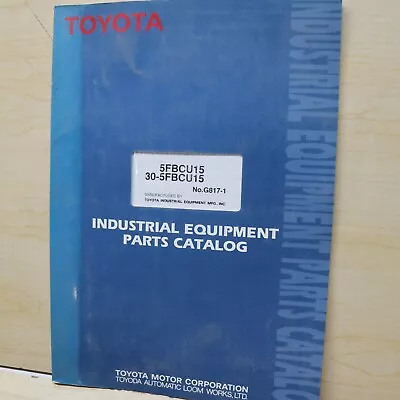 TOYOTA
5FBCU15
30-5FBCU15
No.G817-1
MANUFACTURED BY
TOYOTA INDUSTRIAL EQUIPMENT MFG., INC
INDUSTRIAL EQUIPMENT
PARTS CATALOG
TOYOTA MOTOR CORPORATION
TOYODA AUTOMATIC LOOM WORKS, LTD.
INDUSTRIAL EQUIPMENT PARTS CATALOG